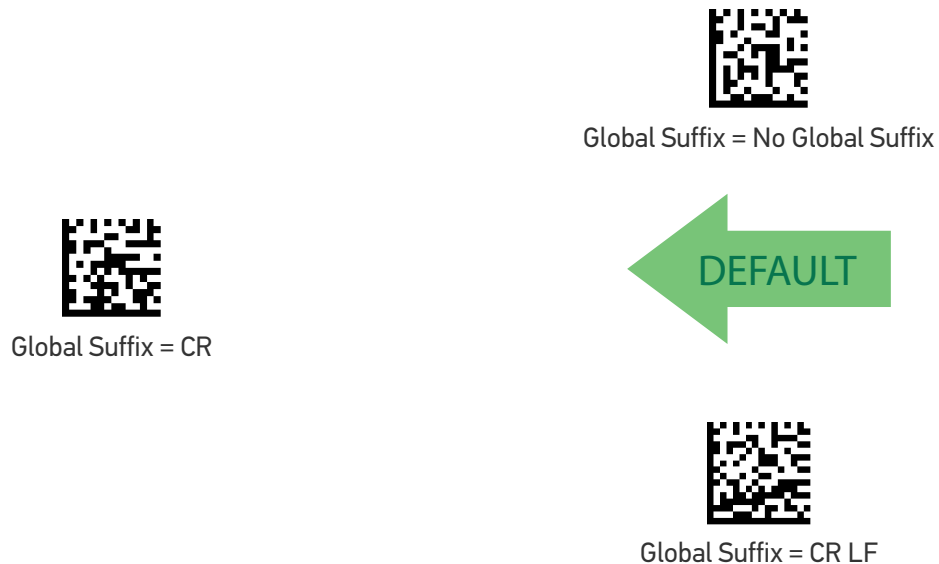 Global Suffix = No Global Suffix
DEFAULT
Global Suffix = CR
Global Suffix = CR LF